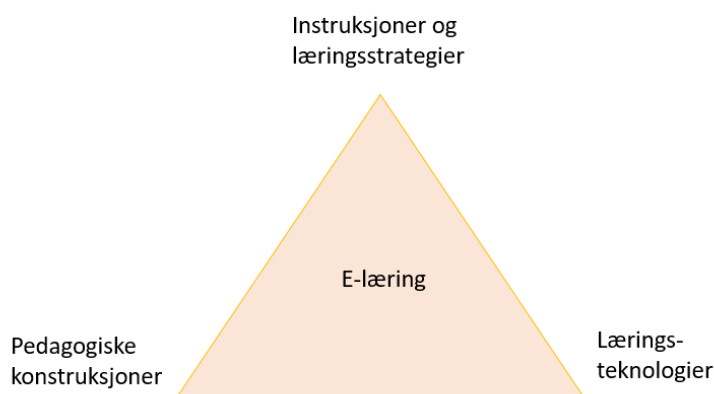 Instruksjoner og
læringsstrategier
E-læring
Pedagogiske
konstruksjoner
Lærings-
teknologier